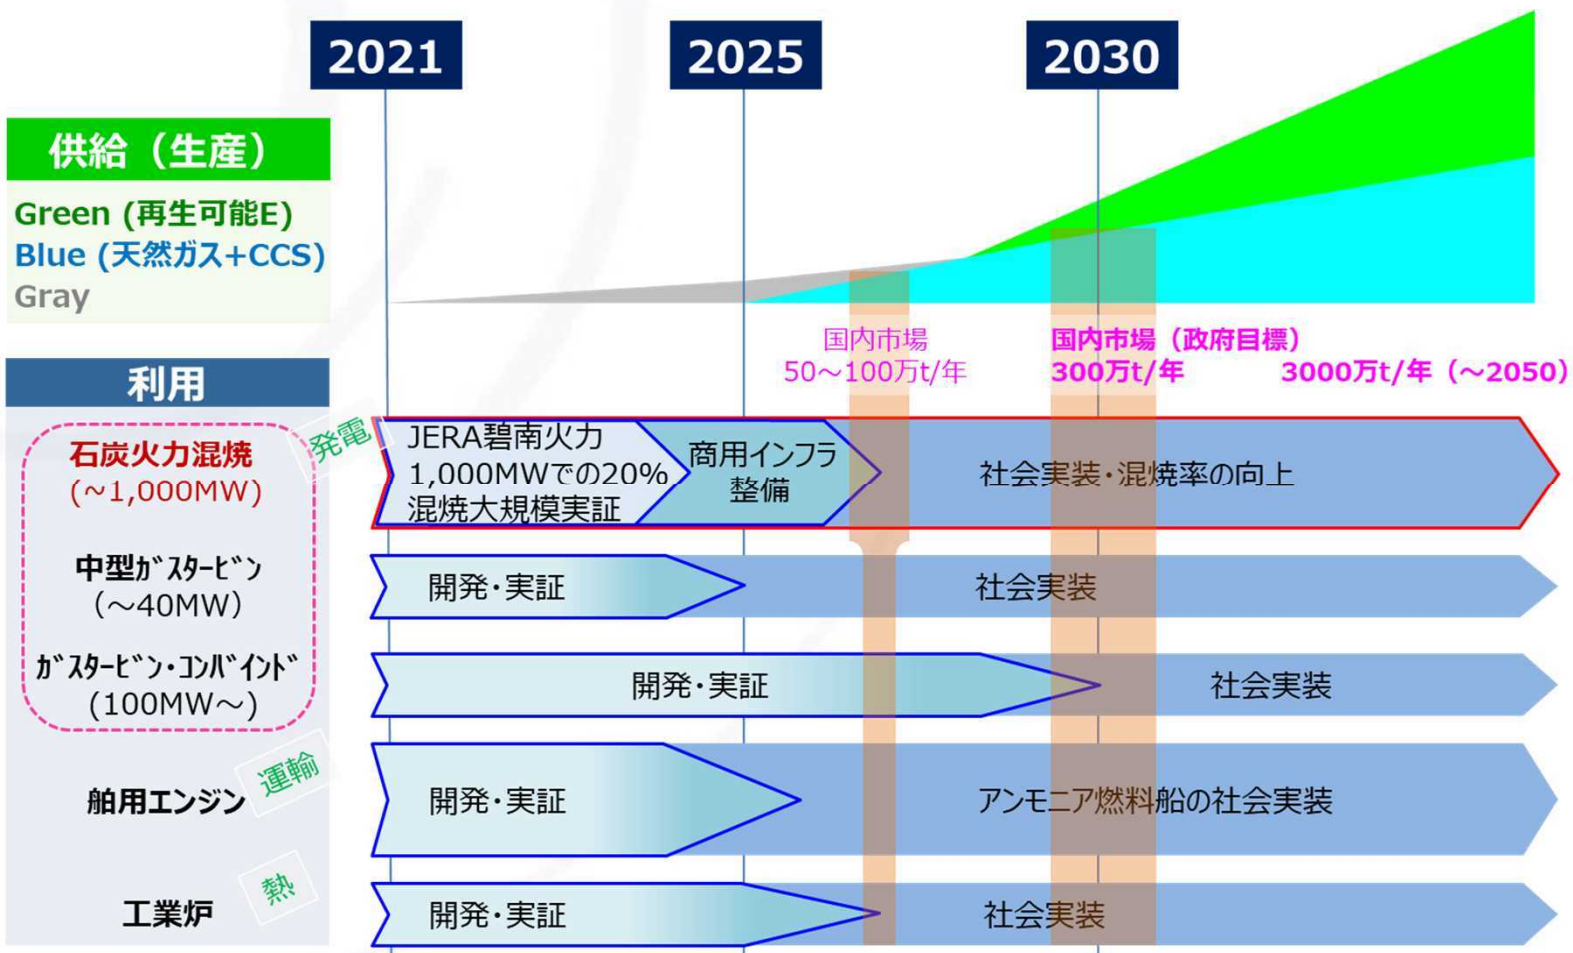 2021
2025
2030
供給（生産）
Green (再生可能E)
Blue (天然ガス+CCS)
Gray
国内市場
50～100万t/年
国内市場（政府目標）
300万t/年
3000万t/年（～2050）
利用
発電
石炭火力混焼
(~1,000MW)
JERA碧南火力
1,000MWでの20%
混焼大規模実証
商用インフラ
整備
社会実装・混焼率の向上
中型ｶﾞｽﾀｰﾋﾞﾝ
(～40MW)
開発・実証
社会実装
ｶﾞｽﾀｰﾋﾞﾝ・ｺﾝﾊﾞｲﾝﾄﾞ
(100MW～)
開発・実証
社会実装
運輸
舶用エンジン
開発・実証
アンモニア燃料船の社会実装
熱
工業炉
開発・実証
社会実装